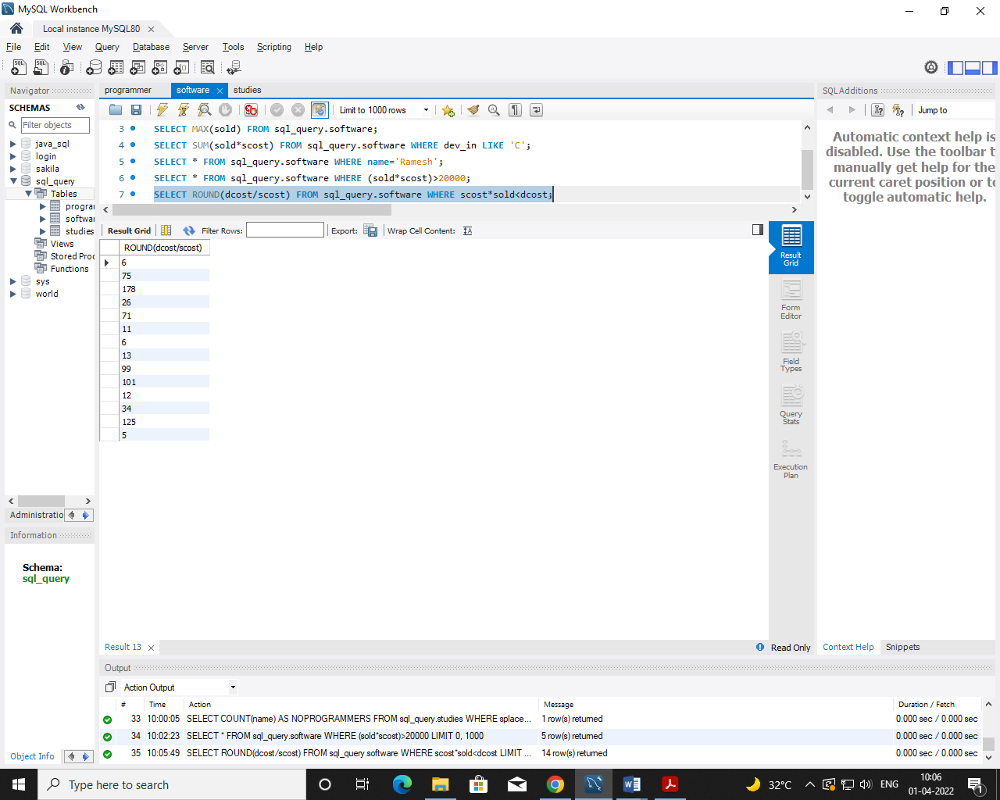 MySQL Workbench
Local instance MySQL80
File Edit View Query Database Server Tools Scripting Help
Navigator
SCHEMAS
Filter objects
java_sql
login
sakila
sql_query
Tables
program
softwar
studies
Views
Stored Proc
Functions
sys
world
Administratio
Information
Schema:
sql_query
Object Info
programmer software studies
Limit to 1000 rows
3 SELECT MAX(sold) FROM sql_query.software;
4 SELECT SUM(sold*scost) FROM sql_query.software WHERE dev_in LIKE 'C';
5 SELECT * FROM sql_query.software WHERE name='Ramesh';
6 SELECT * FROM sql_query.software WHERE (sold*scost)>20000;
7 SELECT ROUND(dcost/scost) FROM sql_query.software WHERE scost*sold<dcost;
Result Grid Filter Rows: Export: Wrap Cell Content:
ROUND(dcost/scost)
6
75
178
26
71
11
6
13
99
101
12
34
125
5
Result Grid
Form Editor
Field Types
Query Stats
Execution Plan
Result 13
Read Only
SQLAdditions
Jump to
Automatic context help is
disabled. Use the toolbar t
manually get help for the
current caret position or to
toggle automatic help.
Context Help Snippets
Output
Action Output
# Time Action Message Duration / Fetch
33 10:00:05 SELECT COUNT(name) AS NOPROGRAMMERS FROM sql_query.studies WHERE splace... 1 row(s) returned 0.000 sec / 0.000 sec
34 10:02:23 SELECT * FROM sql_query.software WHERE (sold*scost)>20000 LIMIT 0, 1000 5 row(s) returned 0.000 sec / 0.000 sec
35 10:05:49 SELECT ROUND(dcost/scost) FROM sql_query.software WHERE scost*sold<dcost LIMIT ... 14 row(s) returned 0.000 sec / 0.000 sec
Type here to search
32°C
ENG
10:06
01-04-2022
1